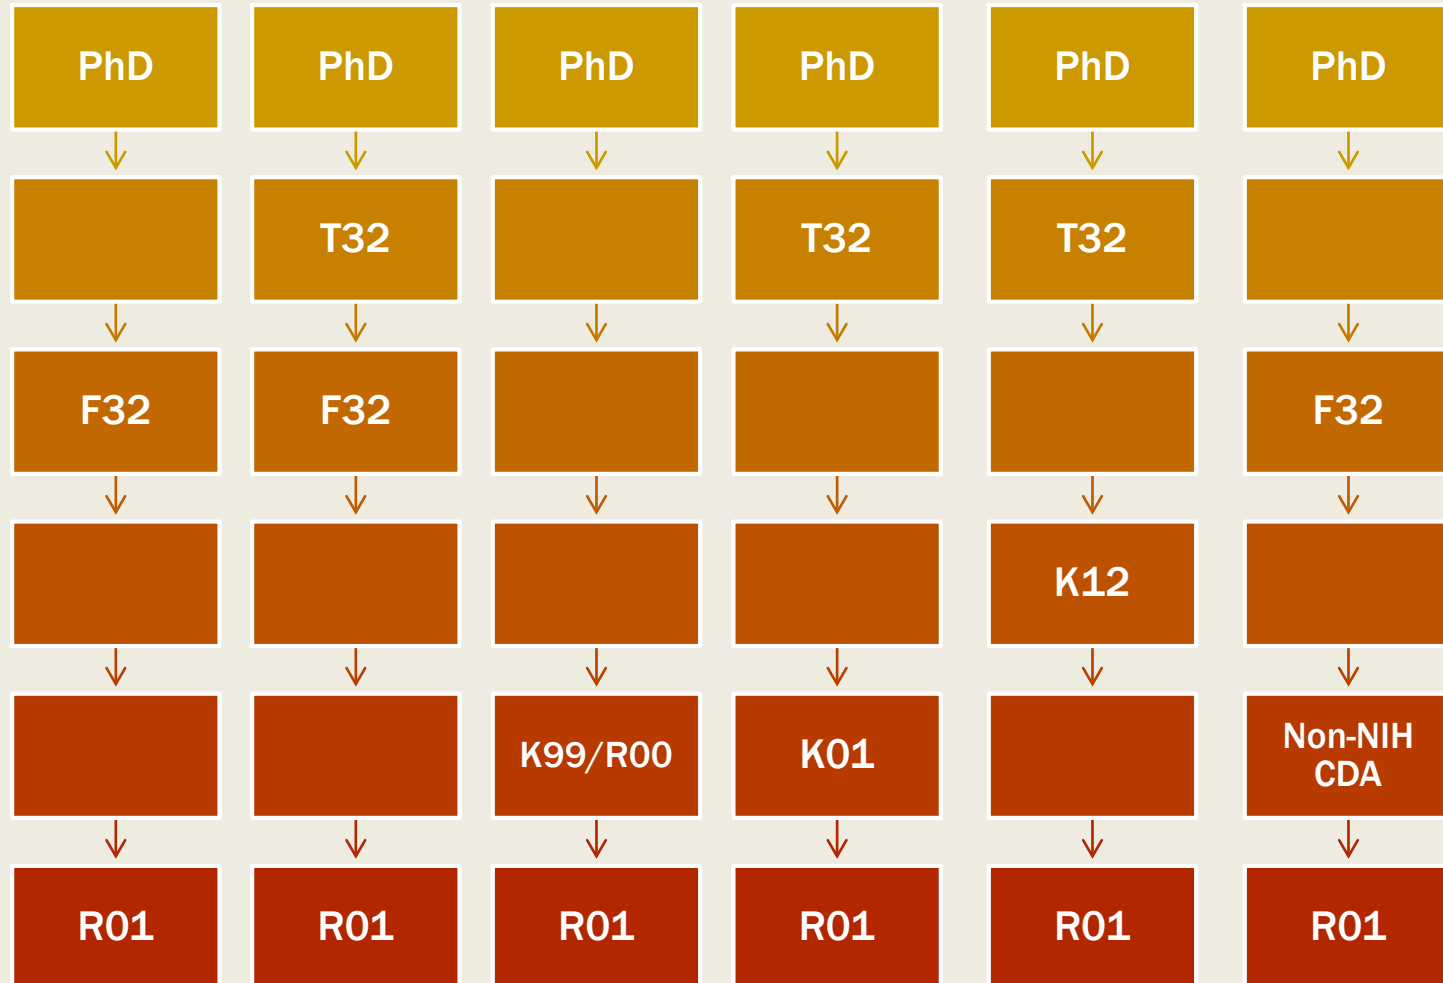 PhD PhD PhD PhD PhD PhD
T32 T32 T32
F32 F32 F32
K12
K99/R00 K01 Non-NIH
CDA
R01 R01 R01 R01 R01 R01